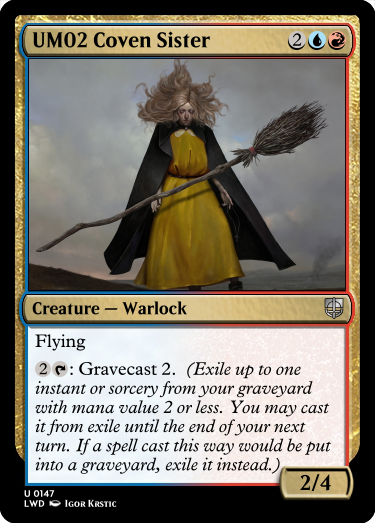 UM02 Coven Sister 2
Creature — Warlock
Flying
2 : Gravecast 2. (Exile up to one
instant or sorcery from your graveyard
with mana value 2 or less. You may cast
it from exile until the end of your next
turn. If a spell cast this way would be put
into a graveyard, exile it instead.)
2/4
U 0147
LWD Igor Krstic